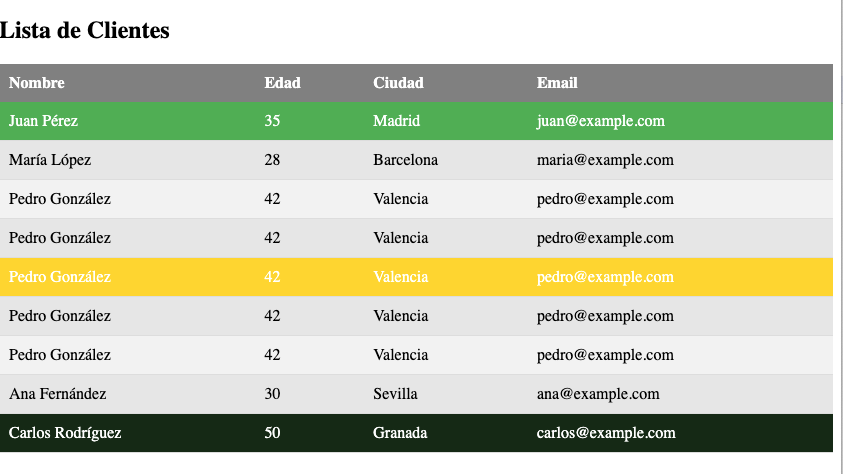 Lista de Clientes
Nombre Edad Ciudad Email
Juan Pérez 35 Madrid juan@example.com
María López 28 Barcelona maria@example.com
Pedro González 42 Valencia pedro@example.com
Pedro González 42 Valencia pedro@example.com
Pedro González 42 Valencia pedro@example.com
Pedro González 42 Valencia pedro@example.com
Pedro González 42 Valencia pedro@example.com
Ana Fernández 30 Sevilla ana@example.com
Carlos Rodríguez 50 Granada carlos@example.com